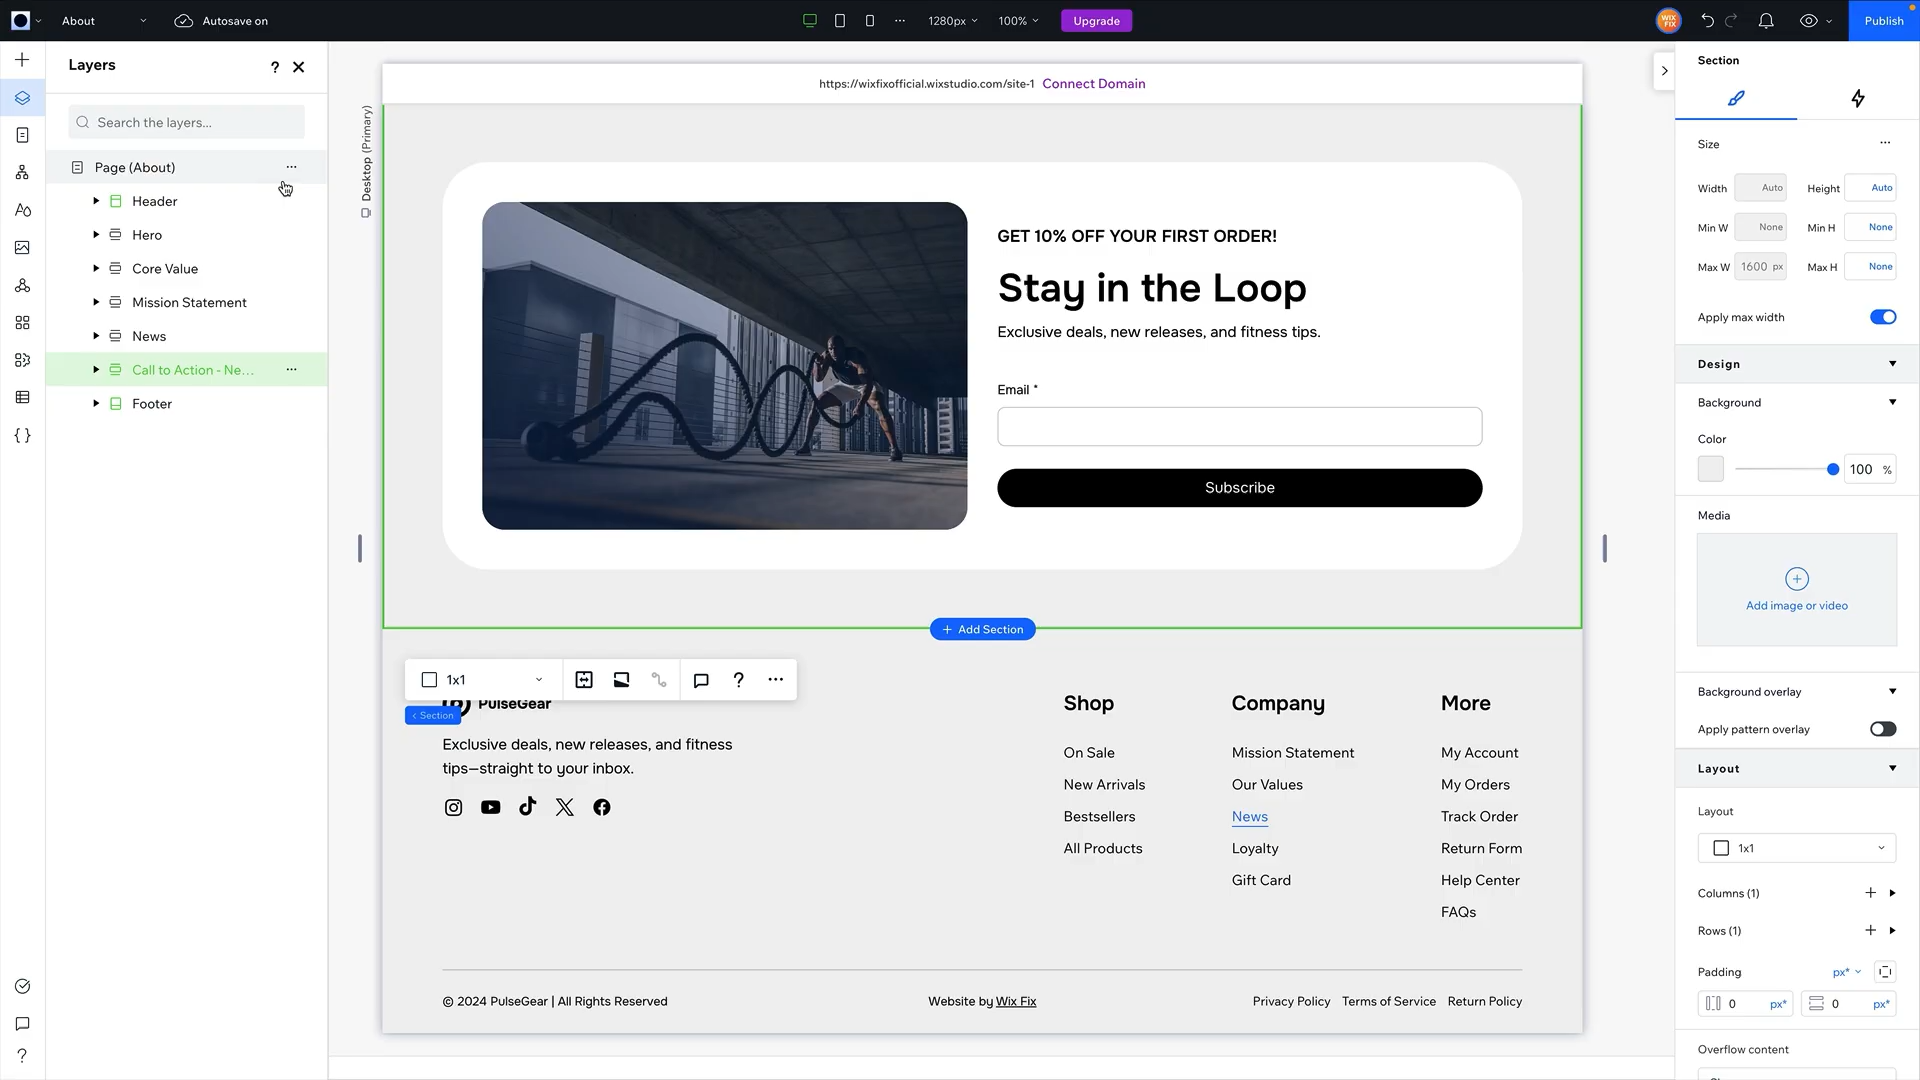 About
Autosave on
1280px
100%
Upgrade
WIX
FIX
Publish
Layers
?
Search the layers...
Page (About)
Header
Hero
Core Value
Mission Statement
News
Call to Action - Ne...
Footer
Desktop (Primary)
https://wixfixofficial.wixstudio.com/site-1 Connect Domain
GET 10% OFF YOUR FIRST ORDER!
Stay in the Loop
Exclusive deals, new releases, and fitness tips.
Email *
Subscribe
+ Add Section
1x1
?
< Section
PulseGear
Exclusive deals, new releases, and fitness
tips—straight to your inbox.
Shop
On Sale
New Arrivals
Bestsellers
All Products
Company
Mission Statement
Our Values
News
Loyalty
Gift Card
More
My Account
My Orders
Track Order
Return Form
Help Center
FAQs
© 2024 PulseGear | All Rights Reserved
Website by Wix Fix
Privacy Policy Terms of Service Return Policy
Section
Size
Width Auto Height Auto
Min W None Min H None
Max W 1600 px Max H None
Apply max width
Design
Background
Color
100 %
Media
Add image or video
Background overlay
Apply pattern overlay
Layout
Layout
1x1
Columns (1)
Rows (1)
Padding px*
0 px* 0 px*
Overflow content
?